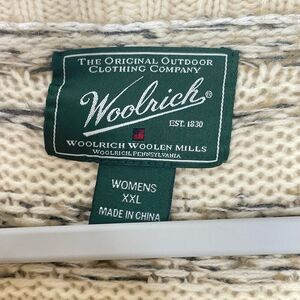 THE ORIGINAL OUTDOOR
CLOTHING COMPANY
Woolrich
EST. 1830
WOOLRICH WOOLEN MILLS
WOOLRICH, PENNSYLVANIA
WOMENS
XXL
MADE IN CHINA